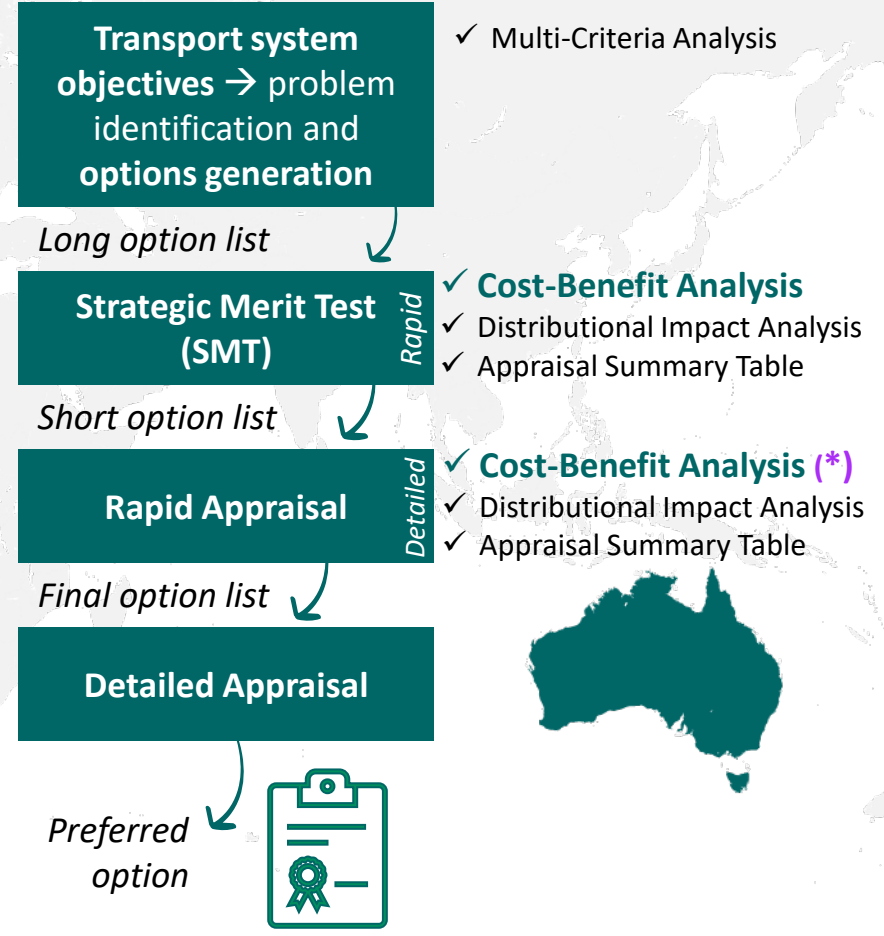 Transport system
objectives → problem
identification and
options generation
✓ Multi-Criteria Analysis
Long option list
Strategic Merit Test
(SMT)
Rapid
✓ Cost-Benefit Analysis
✓ Distributional Impact Analysis
✓ Appraisal Summary Table
Short option list
Rapid Appraisal
Detailed
✓ Cost-Benefit Analysis (*)
✓ Distributional Impact Analysis
✓ Appraisal Summary Table
Final option list
Detailed Appraisal
Preferred
option